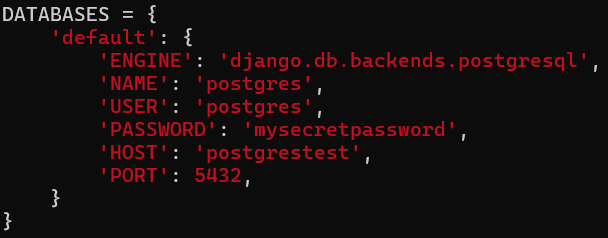 DATABASES = {
    'default': {
        'ENGINE': 'django.db.backends.postgresql',
        'NAME': 'postgres',
        'USER': 'postgres',
        'PASSWORD': 'mysecretpassword',
        'HOST': 'postgrestest',
        'PORT': 5432,
    }
}